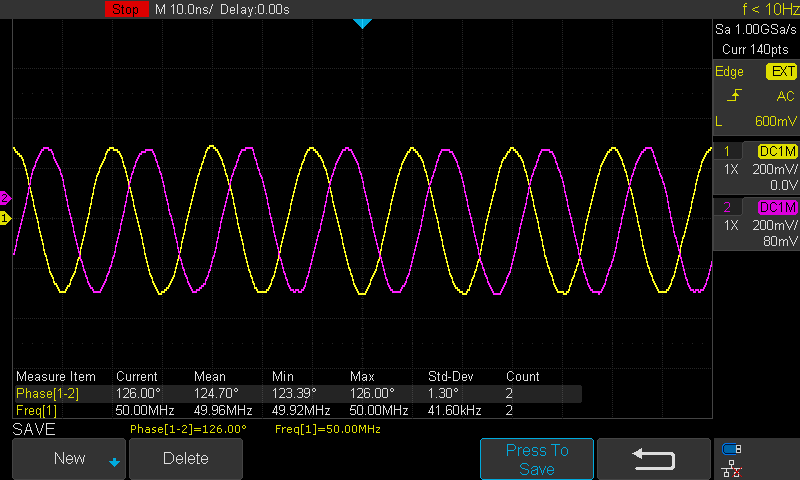 Stop M 10.0ns/ Delay:0.00s f < 10Hz
Sa 1.00GSa/s
Curr 140pts
Edge EXT
AC
L 600mV
1 DC1M
1X 200mV/
0.0V
2 DC1M
1X 200mV/
80mV
2
1
Measure Item Current Mean Min Max Std-Dev Count
Phase[1-2] 126.00° 124.70° 123.39° 126.00° 1.30° 2
Freq[1] 50.00MHz 49.96MHz 49.92MHz 50.00MHz 41.60kHz 2
SAVE Phase[1-2]=126.00° Freq[1]=50.00MHz
New Delete Press To
Save